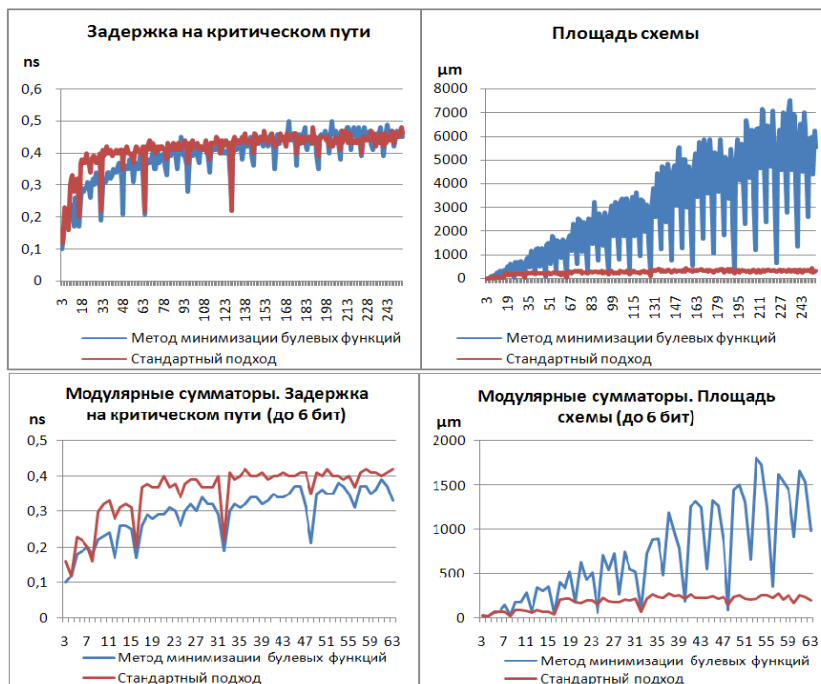 Задержка на критическом пути
ns
0,6
0,5
0,4
0,3
0,2
0,1
0
3 18 33 48 63 78 93 108 123 138 153 168 183 198 213 228 243
Метод минимизации булевых функций
Стандартный подход
Площадь схемы
μm
8000
7000
6000
5000
4000
3000
2000
1000
0
3 19 35 51 67 83 99 115 131 147 163 179 195 211 227 243
Метод минимизации булевых функций
Стандартный подход
Модулярные сумматоры. Задержка
на критическом пути (до 6 бит)
ns
0,5
0,4
0,3
0,2
0,1
0
3 7 11 15 19 23 27 31 35 39 43 47 51 55 59 63
Метод минимизации булевых функций
Стандартный подход
Модулярные сумматоры. Площадь
схемы (до 6 бит)
μm
2000
1500
1000
500
0
3 7 11 15 19 23 27 31 35 39 43 47 51 55 59 63
Метод минимизации булевых функций
Стандартный подход